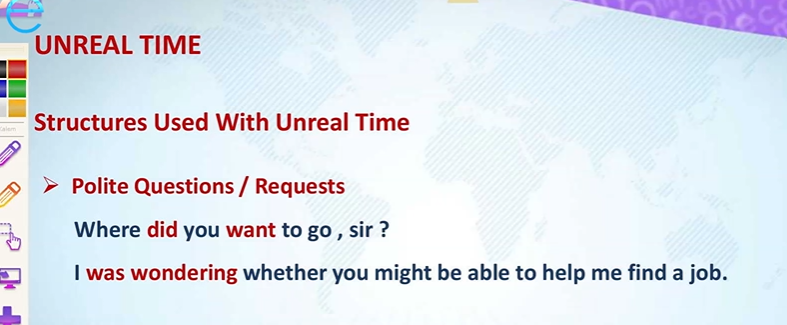 UNREAL TIME
Structures Used With Unreal Time
➢ Polite Questions / Requests
Where did you want to go , sir ?
I was wondering whether you might be able to help me find a job.